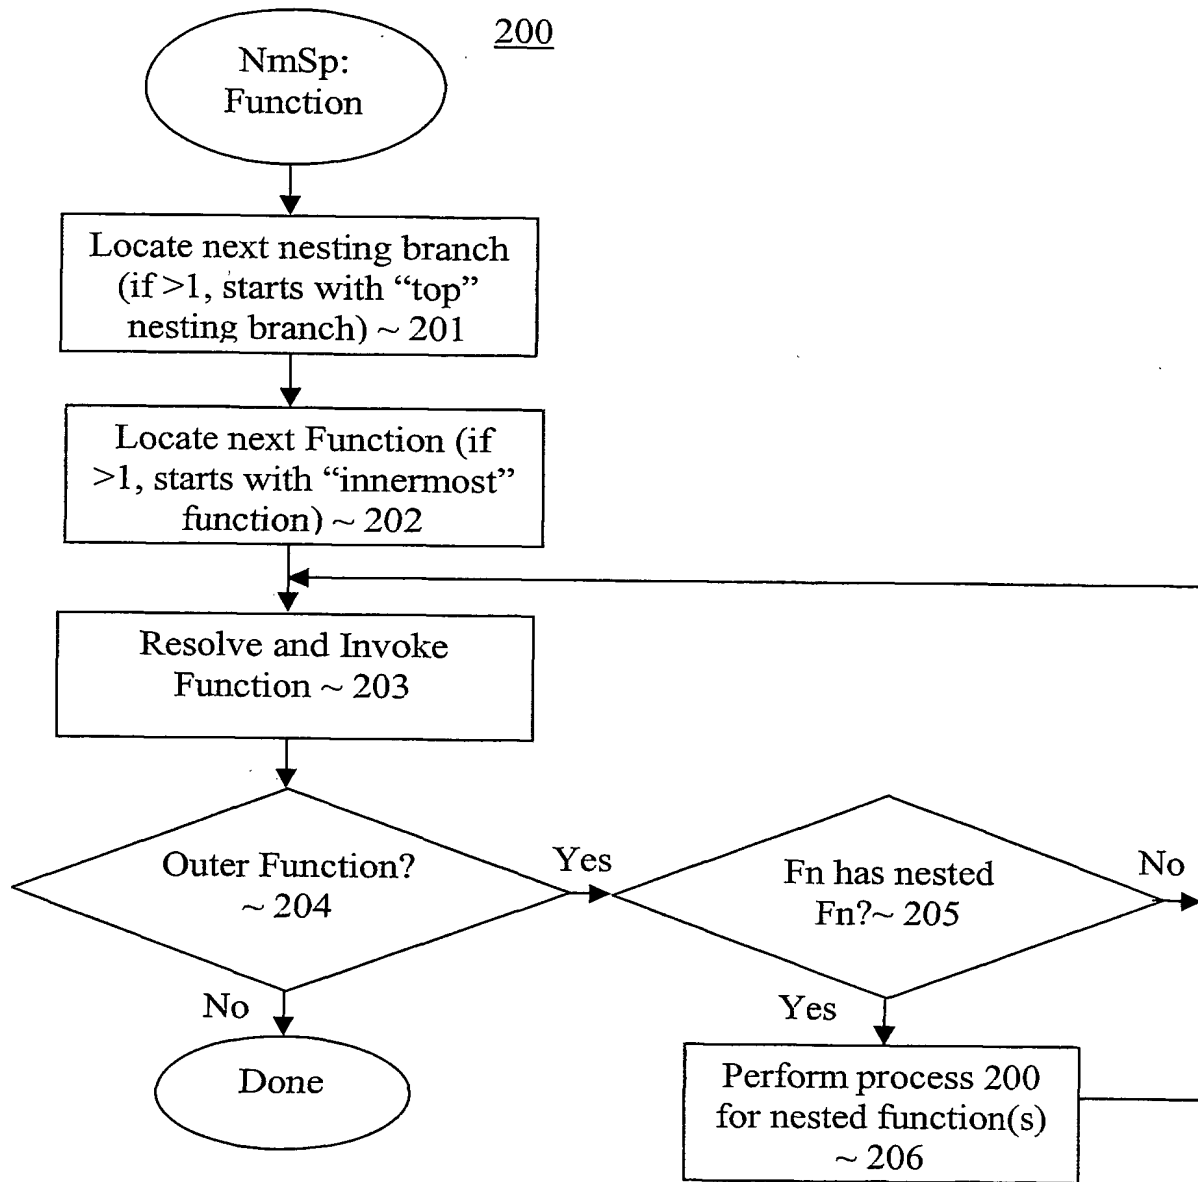 200
NmSp:
Function
Locate next nesting branch
(if >1, starts with “top”
nesting branch) ~ 201
Locate next Function (if
>1, starts with “innermost”
function) ~ 202
Resolve and Invoke
Function ~ 203
Outer Function?
~ 204
Yes
Fn has nested
Fn?~ 205
No
No
Yes
Done
Perform process 200
for nested function(s)
~ 206